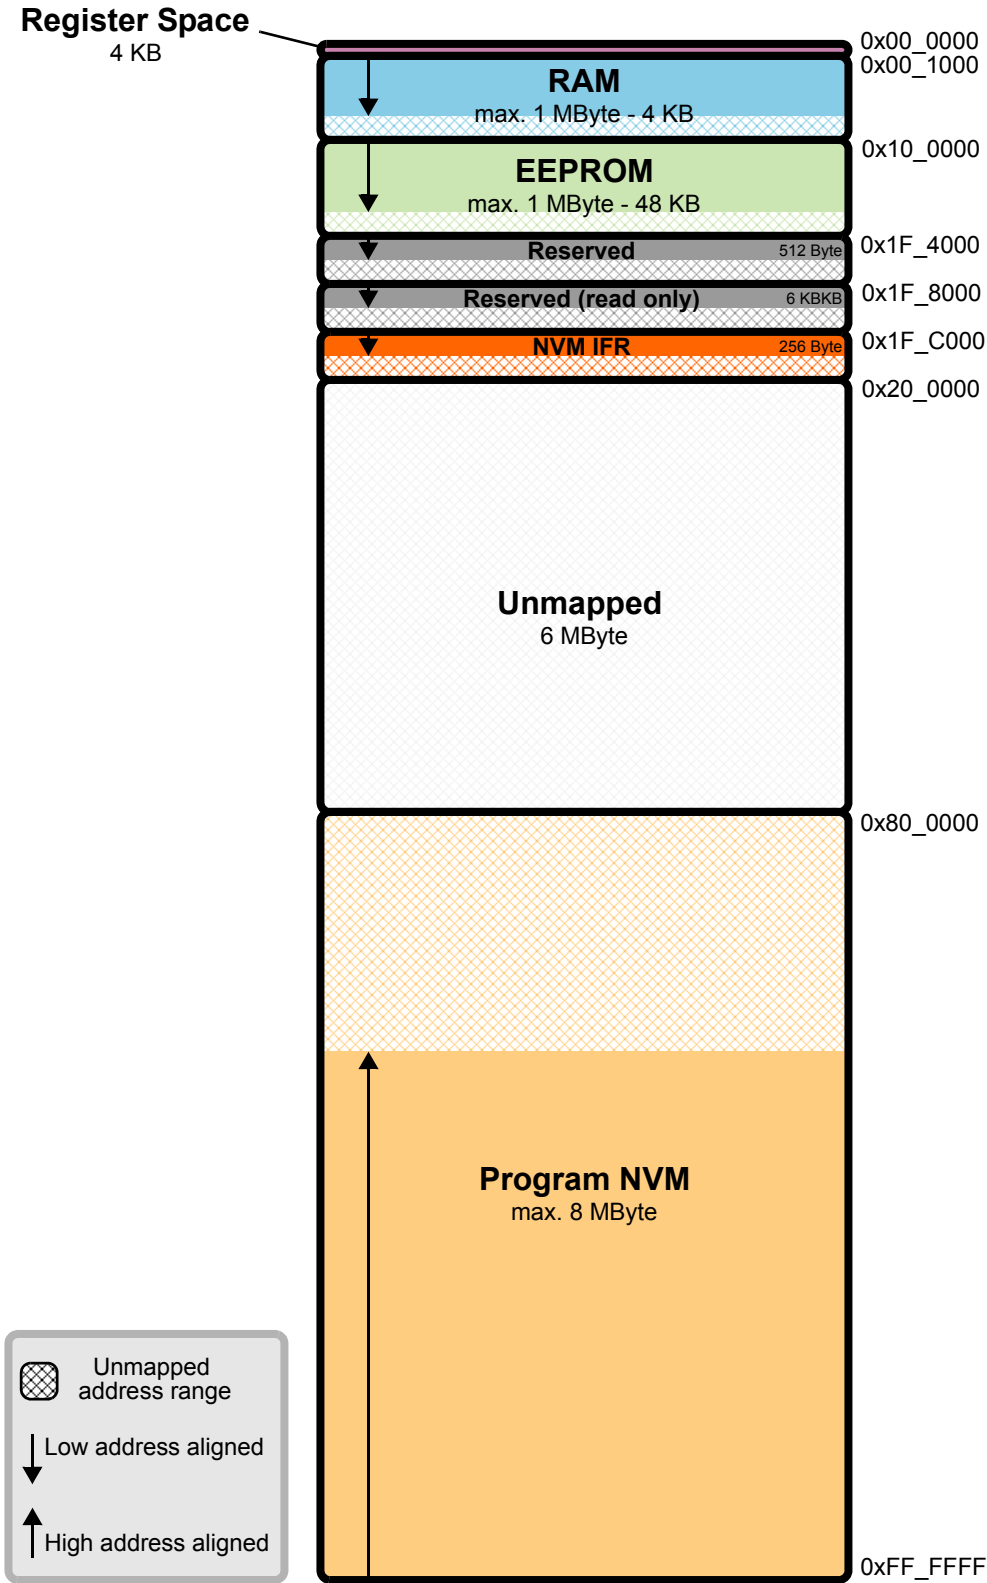 Register Space
4 KB
0x00_0000
0x00_1000
RAM
max. 1 MByte - 4 KB
0x10_0000
EEPROM
max. 1 MByte - 48 KB
Reserved 512 Byte 0x1F_4000
Reserved (read only) 6 KBKB 0x1F_8000
NVM IFR 256 Byte 0x1F_C000
0x20_0000
Unmapped
6 MByte
0x80_0000
Program NVM
max. 8 MByte
Unmapped
address range
Low address aligned
High address aligned
0xFF_FFFF